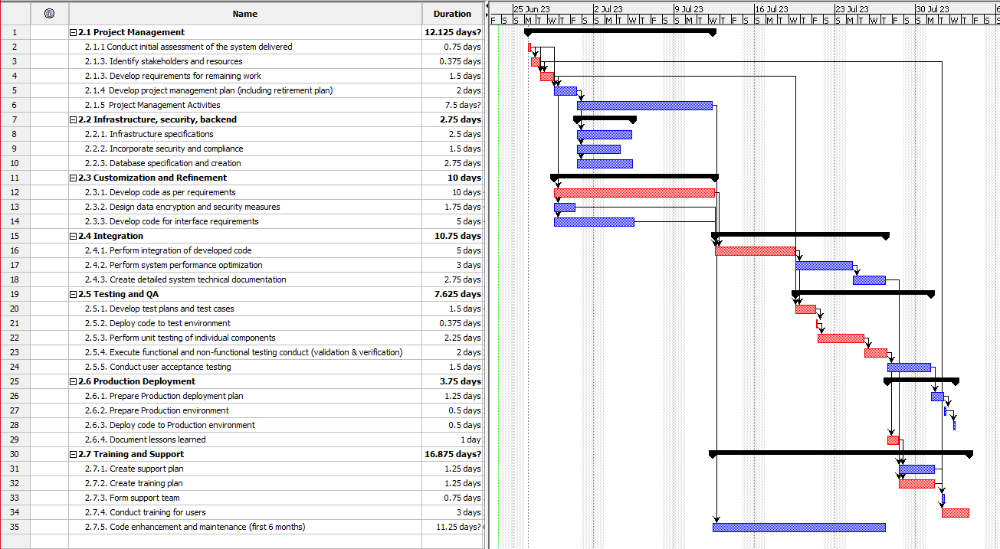 25 Jun 23 2 Jul 23 9 Jul 23 16 Jul 23 23 Jul 23 30 Jul 23
Name Duration F S S M T W T F S S M T W T F S S M T W T F S S M T W T F S S M T W T F S S M T W T F S S
1 2.1 Project Management 12.125 days?
2 2.1.1 Conduct initial assessment of the system delivered 0.75 days
3 2.1.3. Identify stakeholders and resources 0.375 days
4 2.1.3. Develop requirements for remaining work 1.5 days
5 2.1.4 Develop project management plan (including retirement plan) 2 days
6 2.1.5 Project Management Activities 7.5 days?
7 2.2 Infrastructure, security, backend 2.75 days
8 2.2.1. Infrastructure specifications 2.5 days
9 2.2.2. Incorporate security and compliance 1.5 days
10 2.2.3. Database specification and creation 2.75 days
11 2.3 Customization and Refinement 10 days
12 2.3.1. Develop code as per requirements 10 days
13 2.3.2. Design data encryption and security measures 1.75 days
14 2.3.3. Develop code for interface requirements 5 days
15 2.4 Integration 10.75 days
16 2.4.1. Perform integration of developed code 5 days
17 2.4.2. Perform system performance optimization 3 days
18 2.4.3. Create detailed system technical documentation 2.75 days
19 2.5 Testing and QA 7.625 days
20 2.5.1. Develop test plans and test cases 1.5 days
21 2.5.2. Deploy code to test environment 0.375 days
22 2.5.3. Perform unit testing of individual components 2.25 days
23 2.5.4. Execute functional and non-functional testing conduct (validation & verification) 2 days
24 2.5.5. Conduct user acceptance testing 1.5 days
25 2.6 Production Deployment 3.75 days
26 2.6.1. Prepare Production deployment plan 1.25 days
27 2.6.2. Prepare Production environment 0.5 days
28 2.6.3. Deploy code to Production environment 0.5 days
29 2.6.4. Document lessons learned 1 day
30 2.7 Training and Support 16.875 days?
31 2.7.1. Create support plan 1.25 days
32 2.7.2. Create training plan 1.25 days
33 2.7.3. Form support team 0.75 days
34 2.7.4. Conduct training for users 3 days
35 2.7.5. Code enhancement and maintenance (first 6 months) 11.25 days?